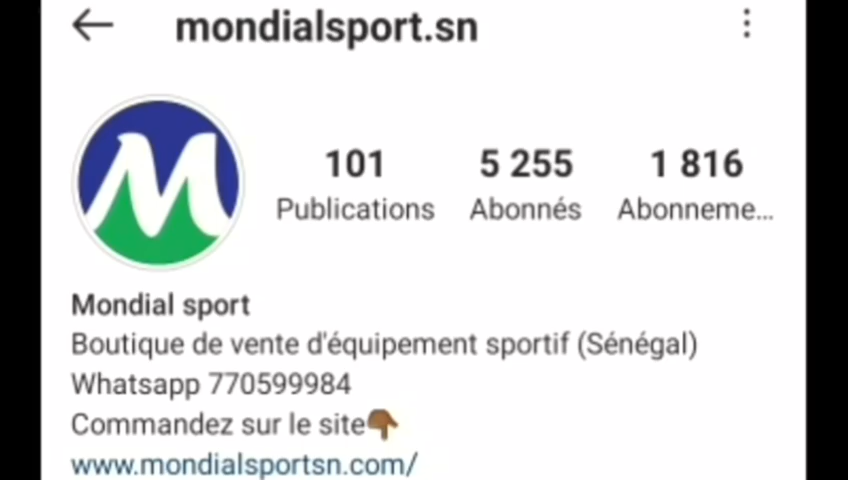 mondialsport.sn
101 5 255 1 816
Publications Abonnés Abonneme...
Mondial sport
Boutique de vente d'équipement sportif (Sénégal)
Whatsapp 770599984
Commandez sur le site👇🏾
www.mondialsportsn.com/